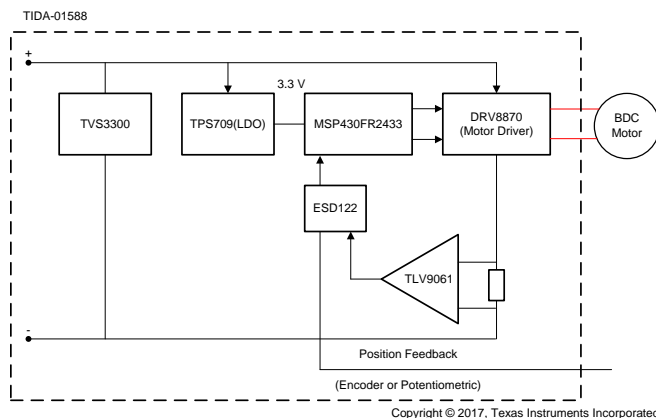 TIDA-01588
+
3.3 V
TVS3300
TPS709(LDO)
MSP430FR2433
DRV8870
(Motor Driver)
BDC
Motor
ESD122
TLV9061
-
Position Feedback
(Encoder or Potentiometric)
Copyright © 2017, Texas Instruments Incorporated